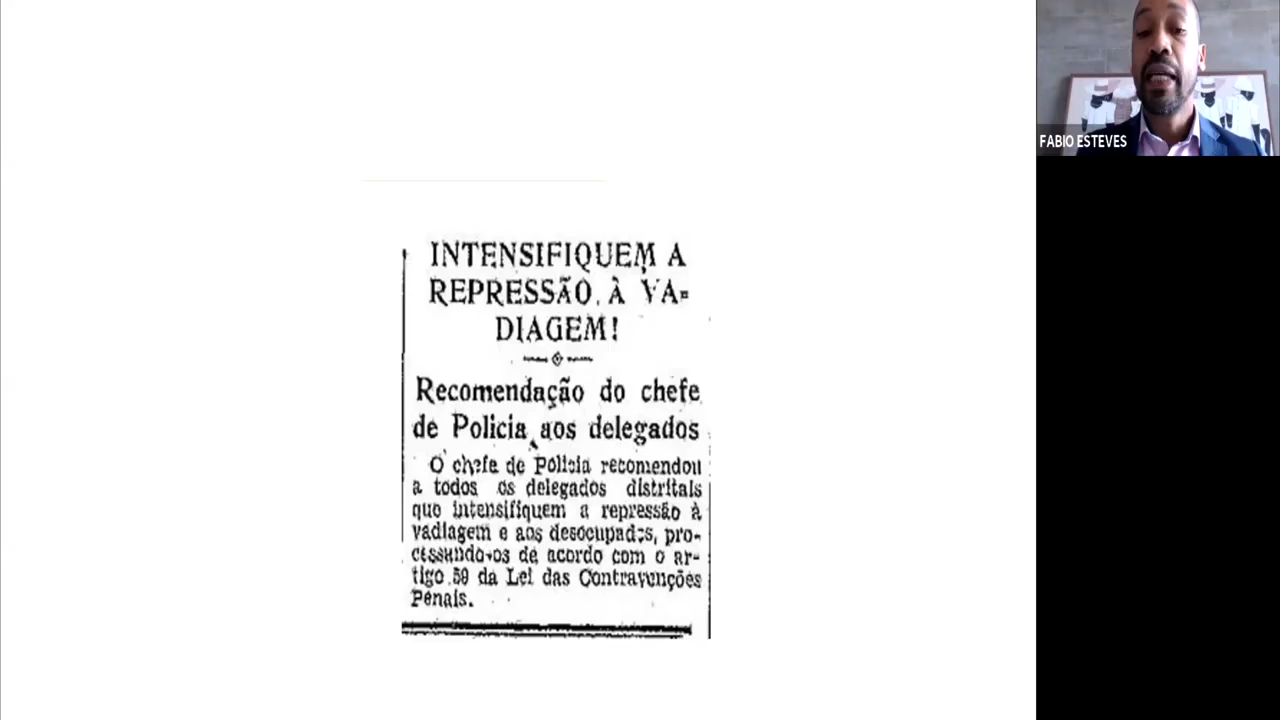 INTENSIFIQUEM A
REPRESSÃO À VA-
DIAGEM!
Recomendação do chefe
de Policia aos delegados
O chefe de Policia recomendou
a todos os delegados distritais
que intensifiquem a repressão à
vadiagem e aos desocupados, pro-
cessando-os de acordo com o ar-
tigo 59 da Lei das Contravenções
Penais.
FABIO ESTEVES